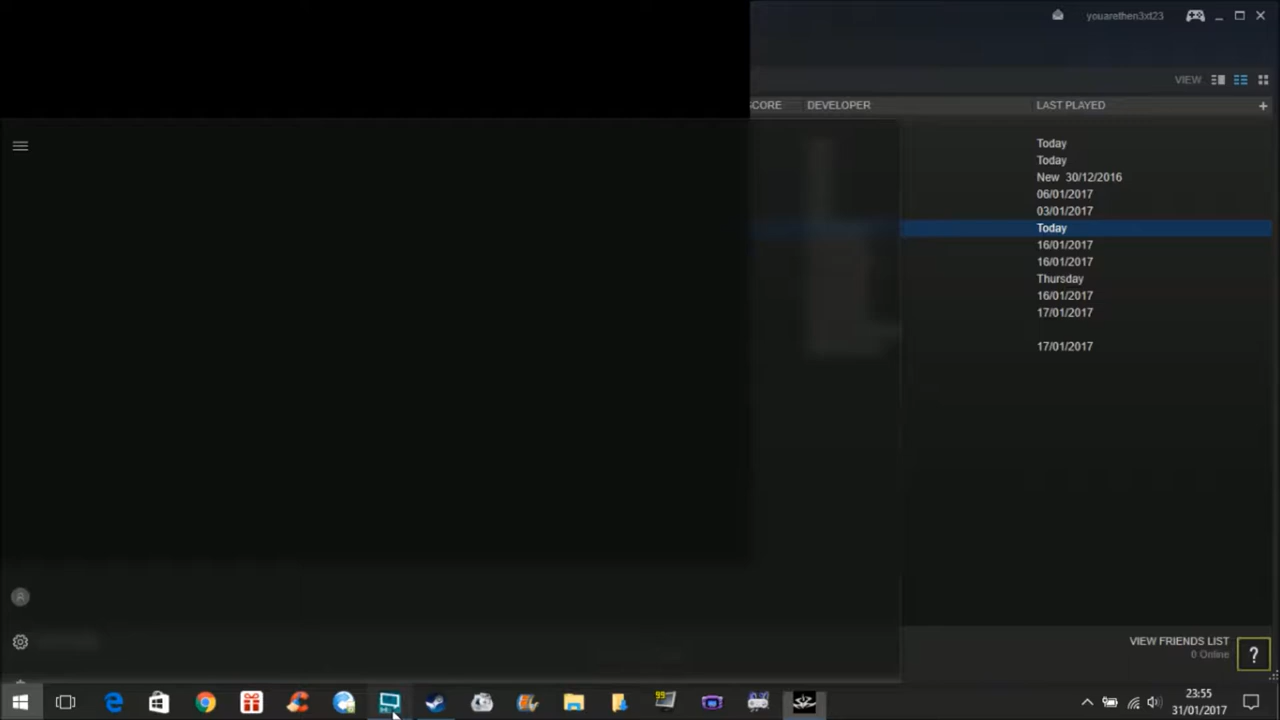 youarethen3xt23
VIEW
SCORE DEVELOPER LAST PLAYED +
Today
Today
New 30/12/2016
06/01/2017
03/01/2017
Today
16/01/2017
16/01/2017
Thursday
16/01/2017
17/01/2017
17/01/2017
VIEW FRIENDS LIST
0 Online
?
99
23:55
31/01/2017